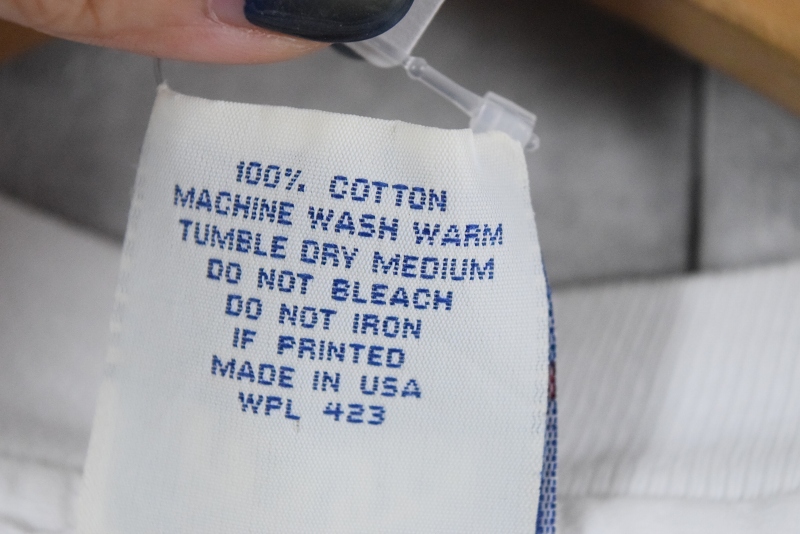 100% COTTON
MACHINE WASH WARM
TUMBLE DRY MEDIUM
DO NOT BLEACH
DO NOT IRON
IF PRINTED
MADE IN USA
WPL 423